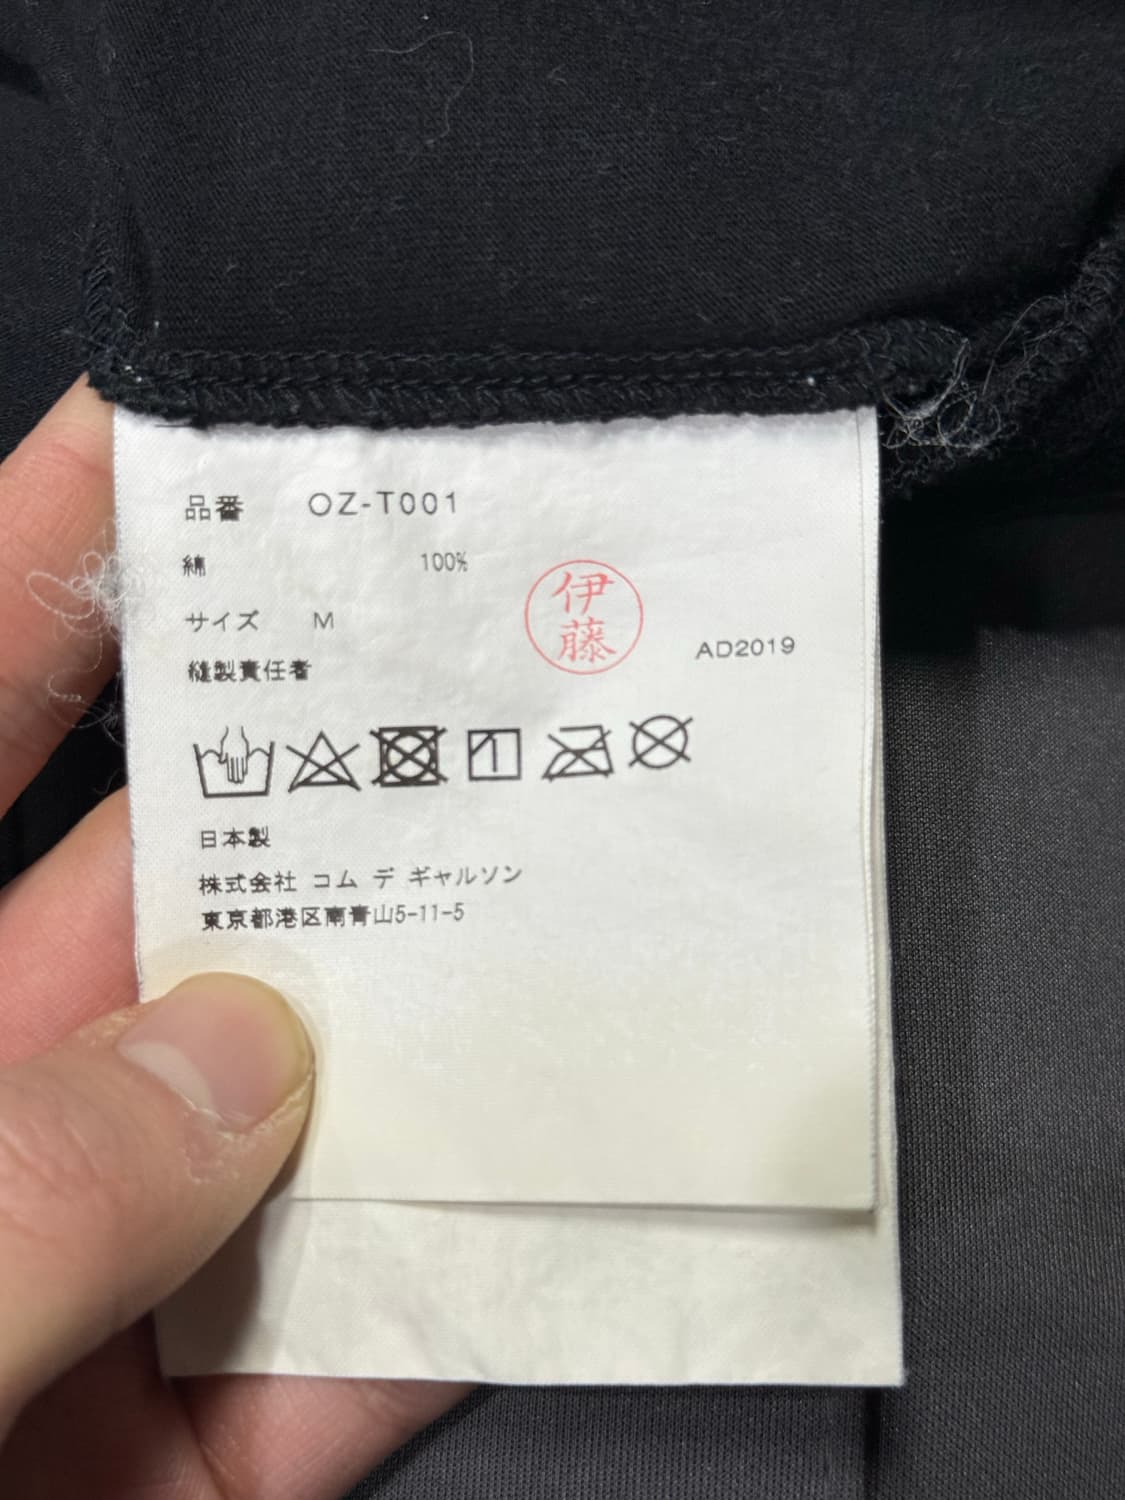 品番 OZ-T001
綿 100%
サイズ M
伊藤
AD2019
縫製責任者
日本製
株式会社 コム デ ギャルソン
東京都港区南青山5-11-5